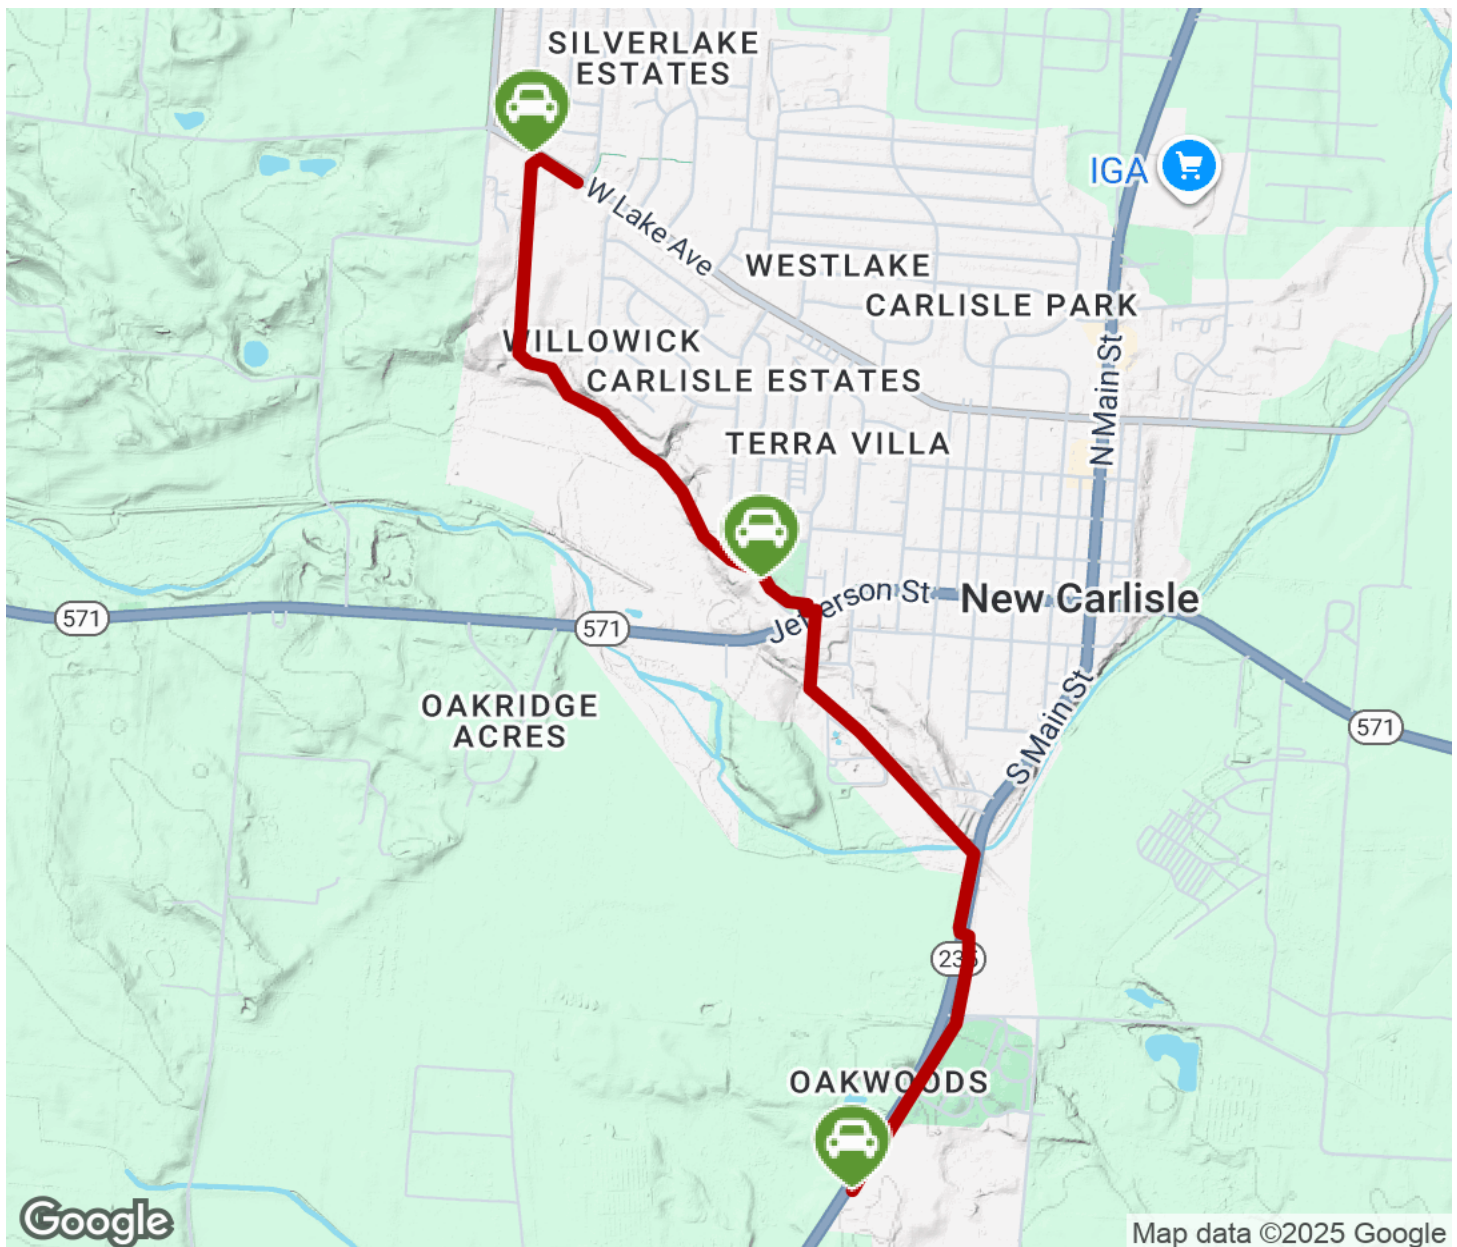 SILVERLAKE
ESTATES
IGA
W Lake Ave
WESTLAKE
CARLISLE PARK
WILLOWICK
CARLISLE ESTATES
N Main St
TERRA VILLA
Jefferson St
New Carlisle
571
571
OAKRIDGE
ACRES
S Main St
571
235
OAKWOODS
Google
Map data ©2025 Google